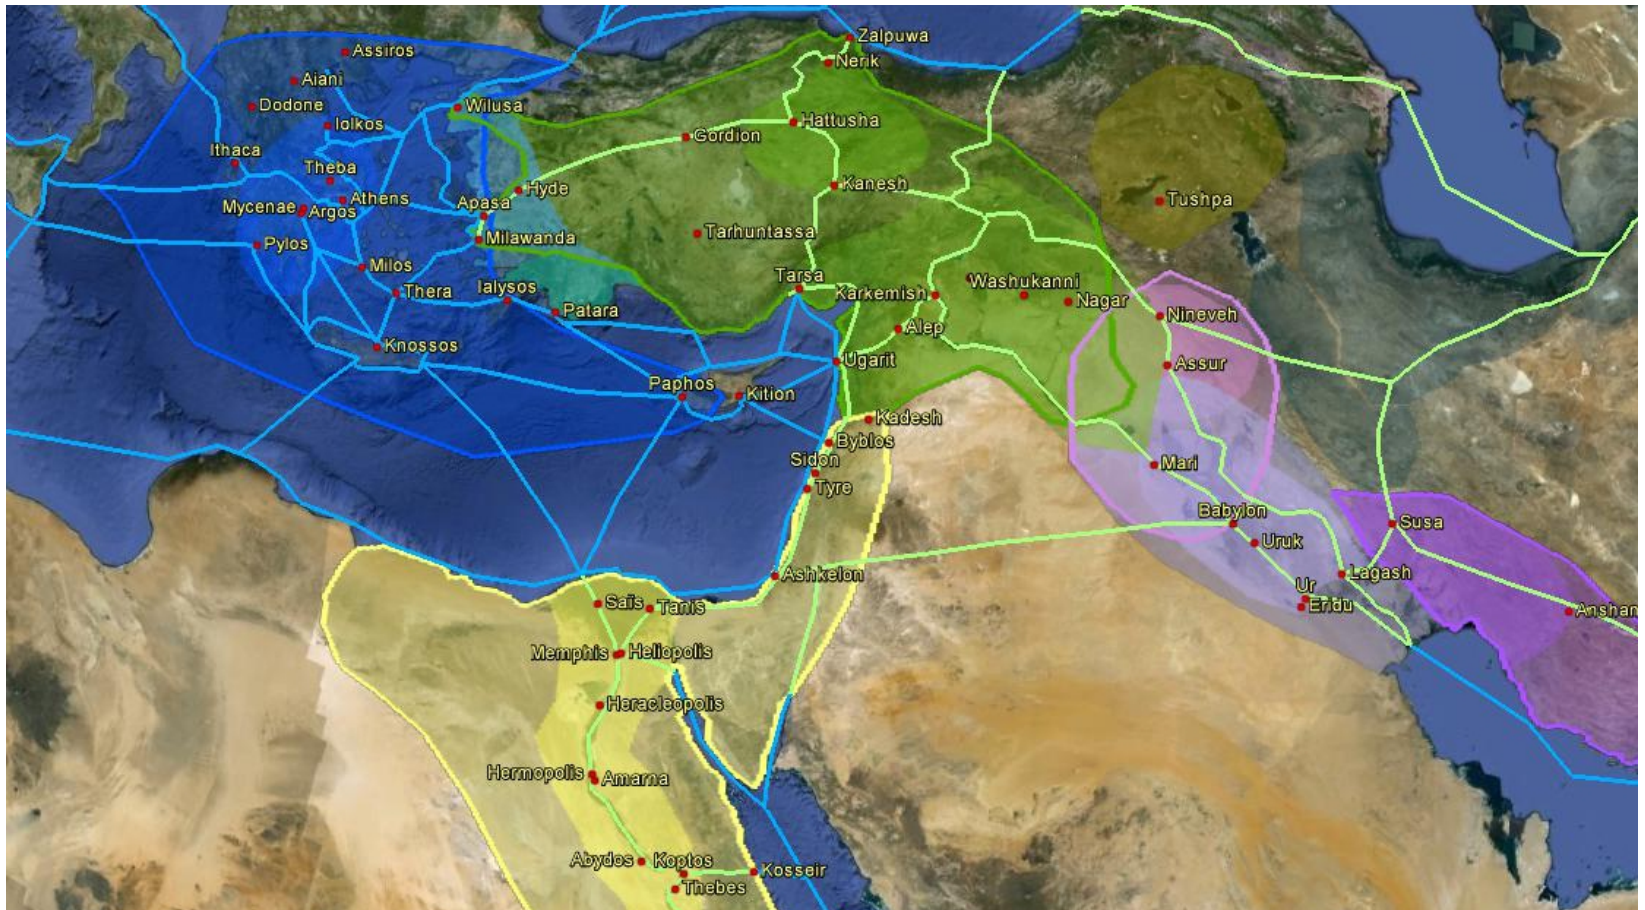 Zalpuwa
Assiros
Nerik
Aiani
Dodone
Wilusa
Iolkos
Hattusha
Gordion
Ithaca
Theba
Kanesh
Hyde
Athens
Mycenae
Argos
Apasa
Tushpa
Milawanda
Tarhuntassa
Pylos
Milos
Tarsa
Washukanni
Thera
Ialysos
Karkemish
Nagar
Patara
Nineveh
Alep
Knossos
Ugarit
Assur
Paphos
Kition
Kadesh
Byblos
Sidon
Mari
Tyre
Babylon
Susa
Uruk
Ashkelon
Lagash
Ur
Eridu
Saïs
Tanis
Anshan
Memphis
Heliopolis
Heracleopolis
Hermopolis
Amarna
Abydos
Koptos
Kosseir
Thebes